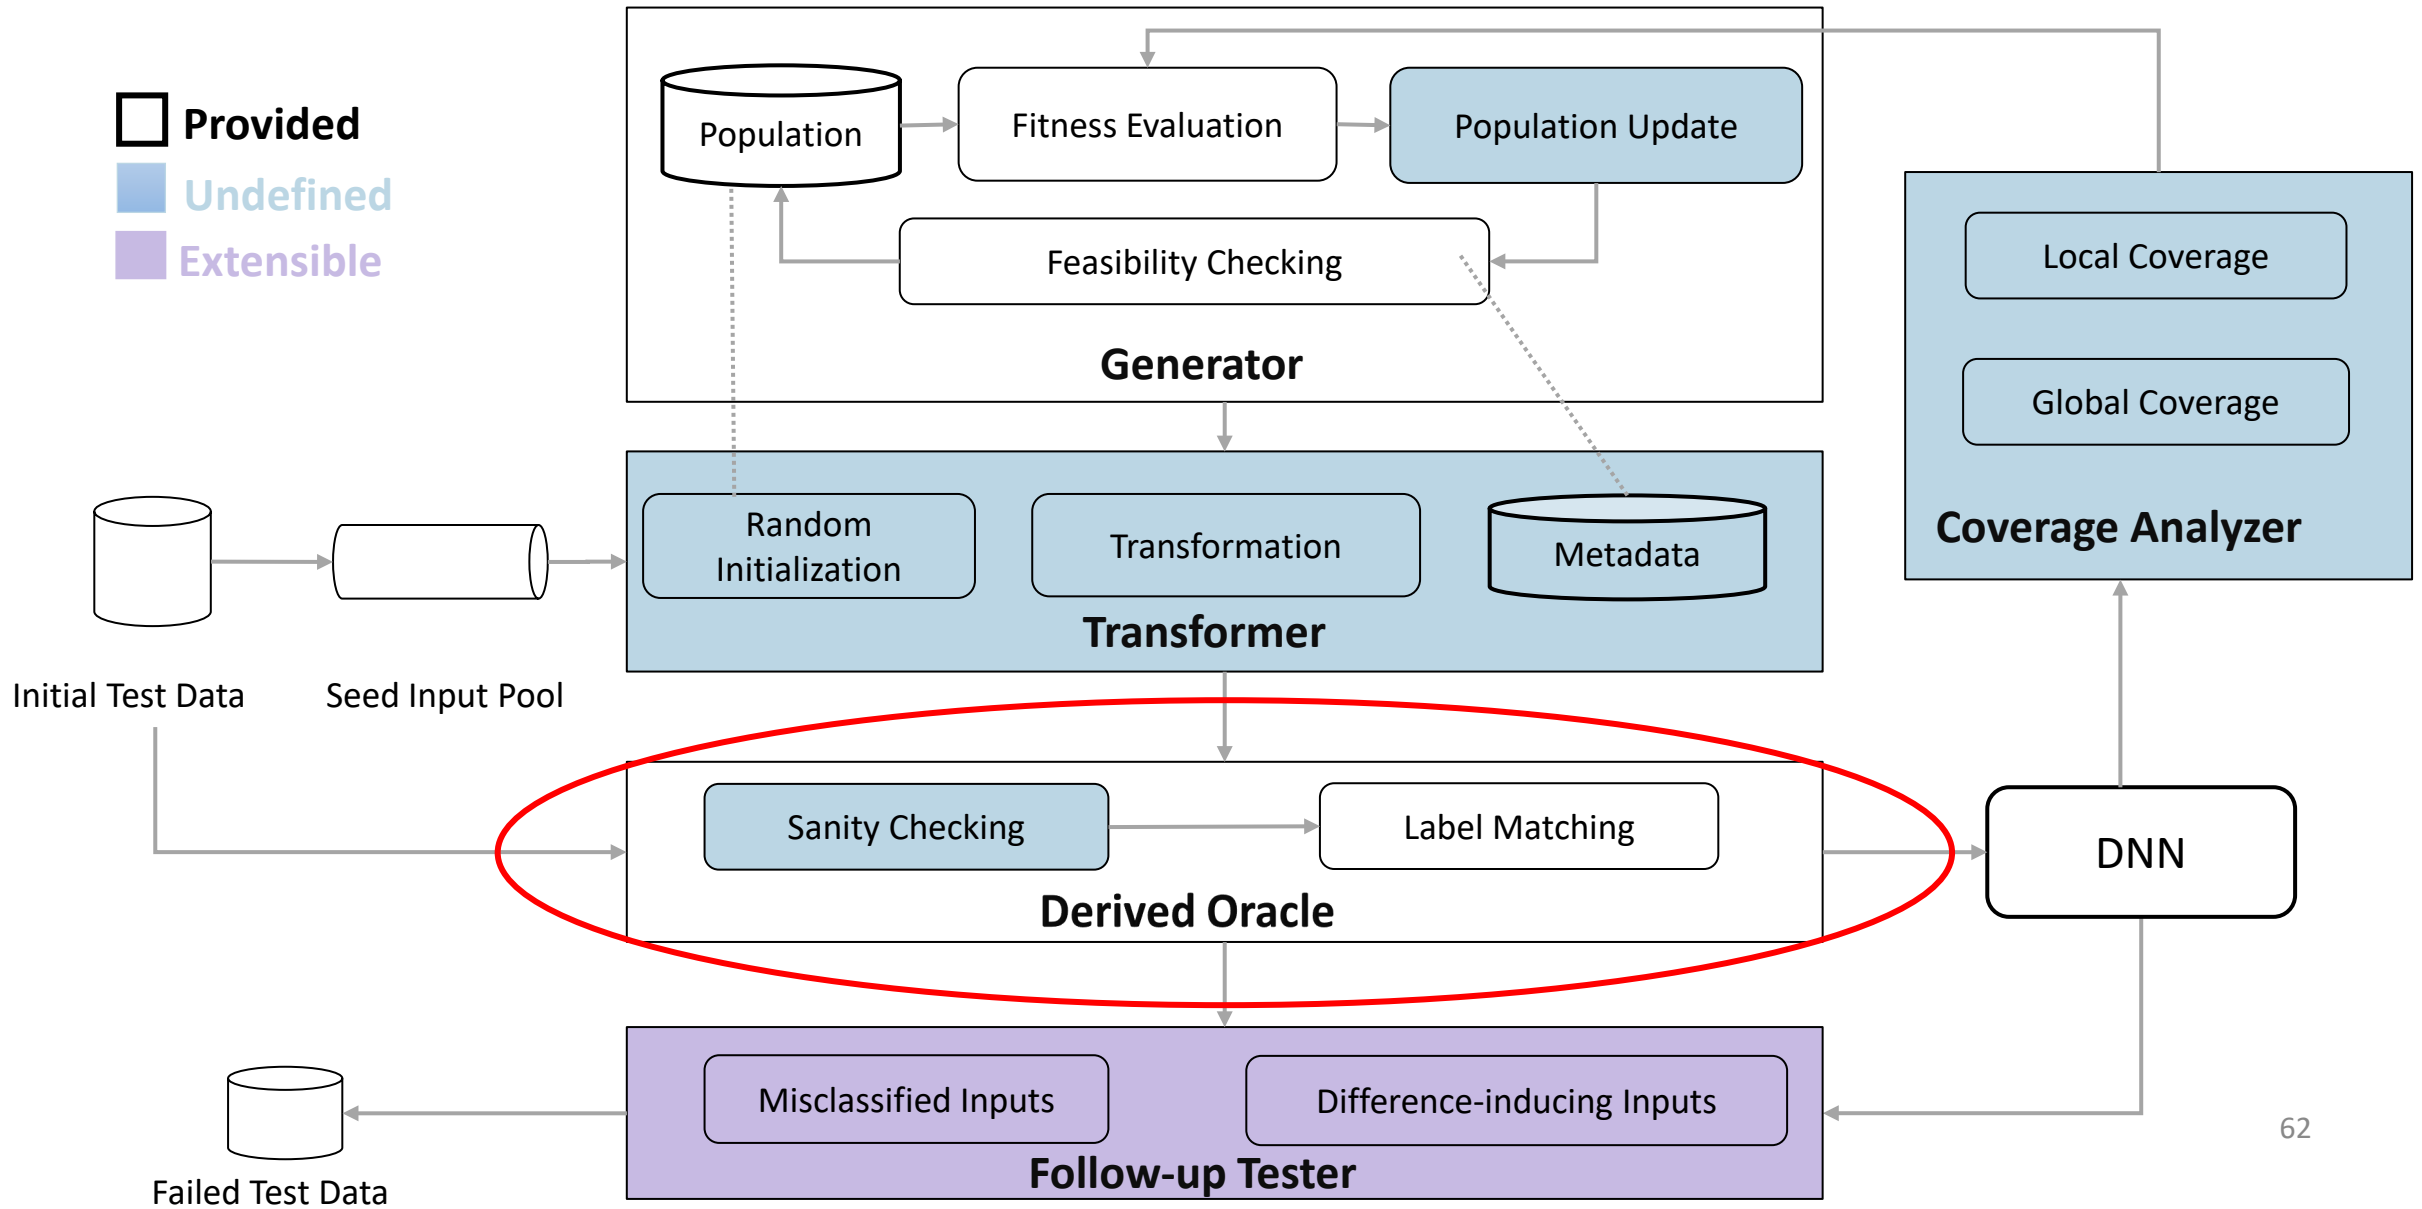 Provided
Undefined
Extensible
Population
Fitness Evaluation
Population Update
Feasibility Checking
Generator
Local Coverage
Global Coverage
Coverage Analyzer
Random
Initialization
Transformation
Metadata
Transformer
Initial Test Data
Seed Input Pool
Sanity Checking
Label Matching
Derived Oracle
DNN
Misclassified Inputs
Difference-inducing Inputs
Follow-up Tester
Failed Test Data
62